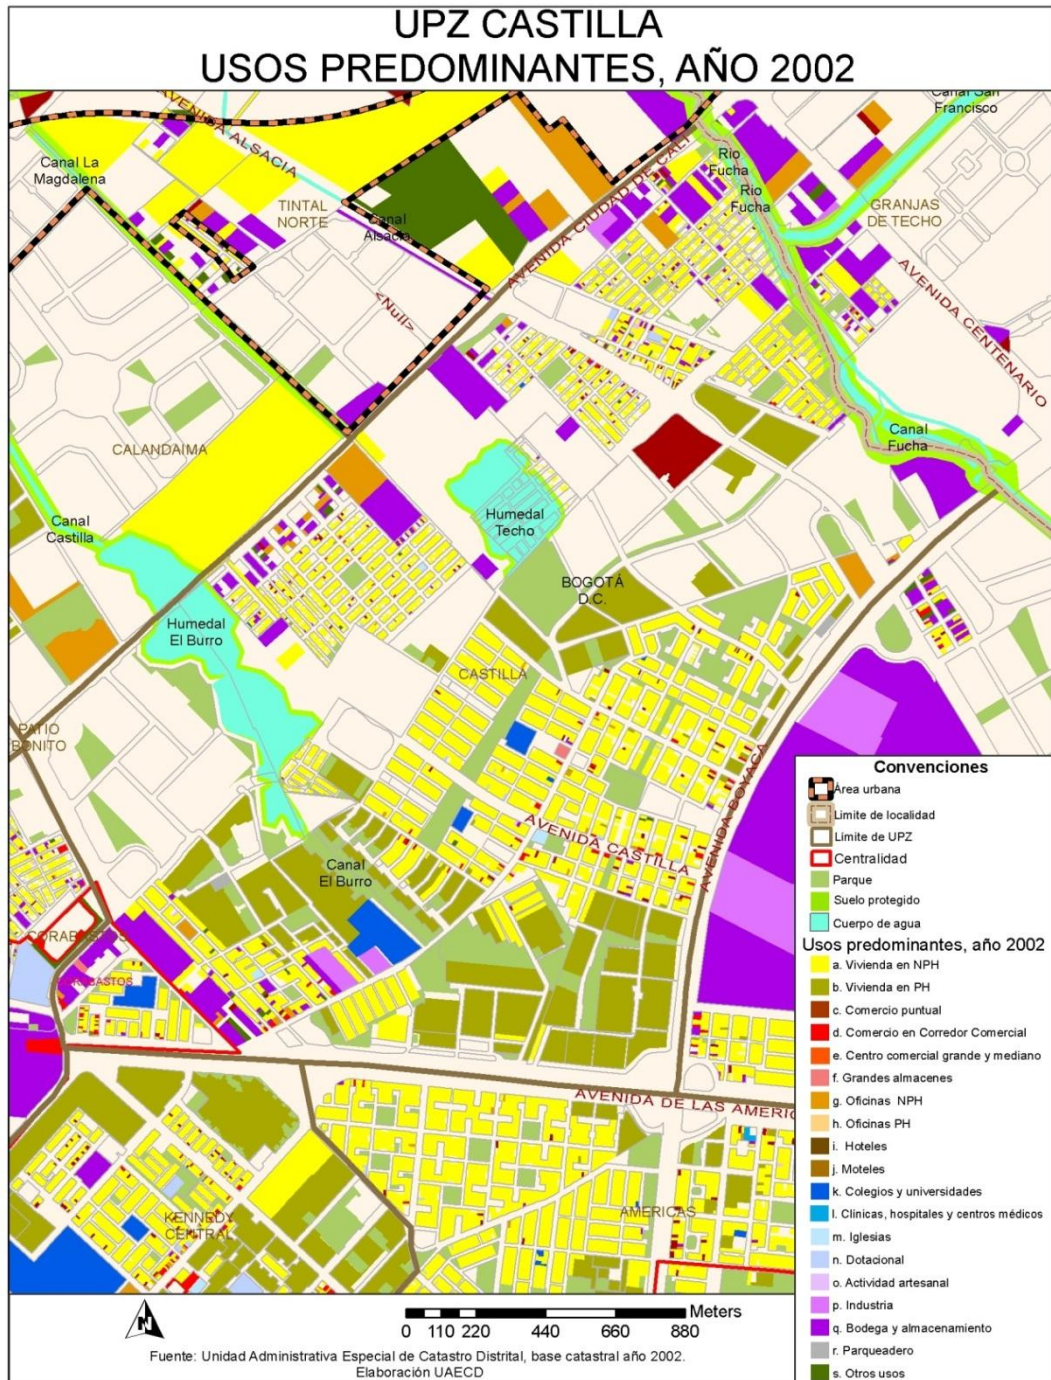 UPZ CASTILLA
USOS PREDOMINANTES, AÑO 2002
AVENIDA ALSACIA
Canal San
Francisco
Canal La
Magdalena
TINTAL
NORTE
Canal
Alsacia
AVENIDA CIUDAD DE CALI
Rio
Fucha
Rio
Fucha
GRANJAS
DE TECHO
AVENIDA CENTENARIO
<Null>
CALANDAIMA
Canal
Fucha
Canal
Castilla
Humedal
Techo
BOGOTÁ
D.C.
Humedal
El Burro
CASTILLA
PATIO
BONITO
AVENIDA BOYACA
AVENIDA CASTILLA
Canal
El Burro
CORABASTOS
AVENIDA DE LAS AMERIC
KENNEDY
CENTRAL
AMERICAS
Convenciones
Área urbana
Limite de localidad
Limite de UPZ
Centralidad
Parque
Suelo protegido
Cuerpo de agua
Usos predominantes, año 2002
a. Vivienda en NPH
b. Vivienda en PH
c. Comercio puntual
d. Comercio en Corredor Comercial
e. Centro comercial grande y mediano
f. Grandes almacenes
g. Oficinas NPH
h. Oficinas PH
i. Hoteles
j. Moteles
k. Colegios y universidades
l. Clínicas, hospitales y centros médicos
m. Iglesias
n. Dotacional
o. Actividad artesanal
p. Industria
q. Bodega y almacenamiento
r. Parqueadero
s. Otros usos
N
Meters
0 110 220 440 660 880
Fuente: Unidad Administrativa Especial de Catastro Distrital, base catastral año 2002.
Elaboración UAECD